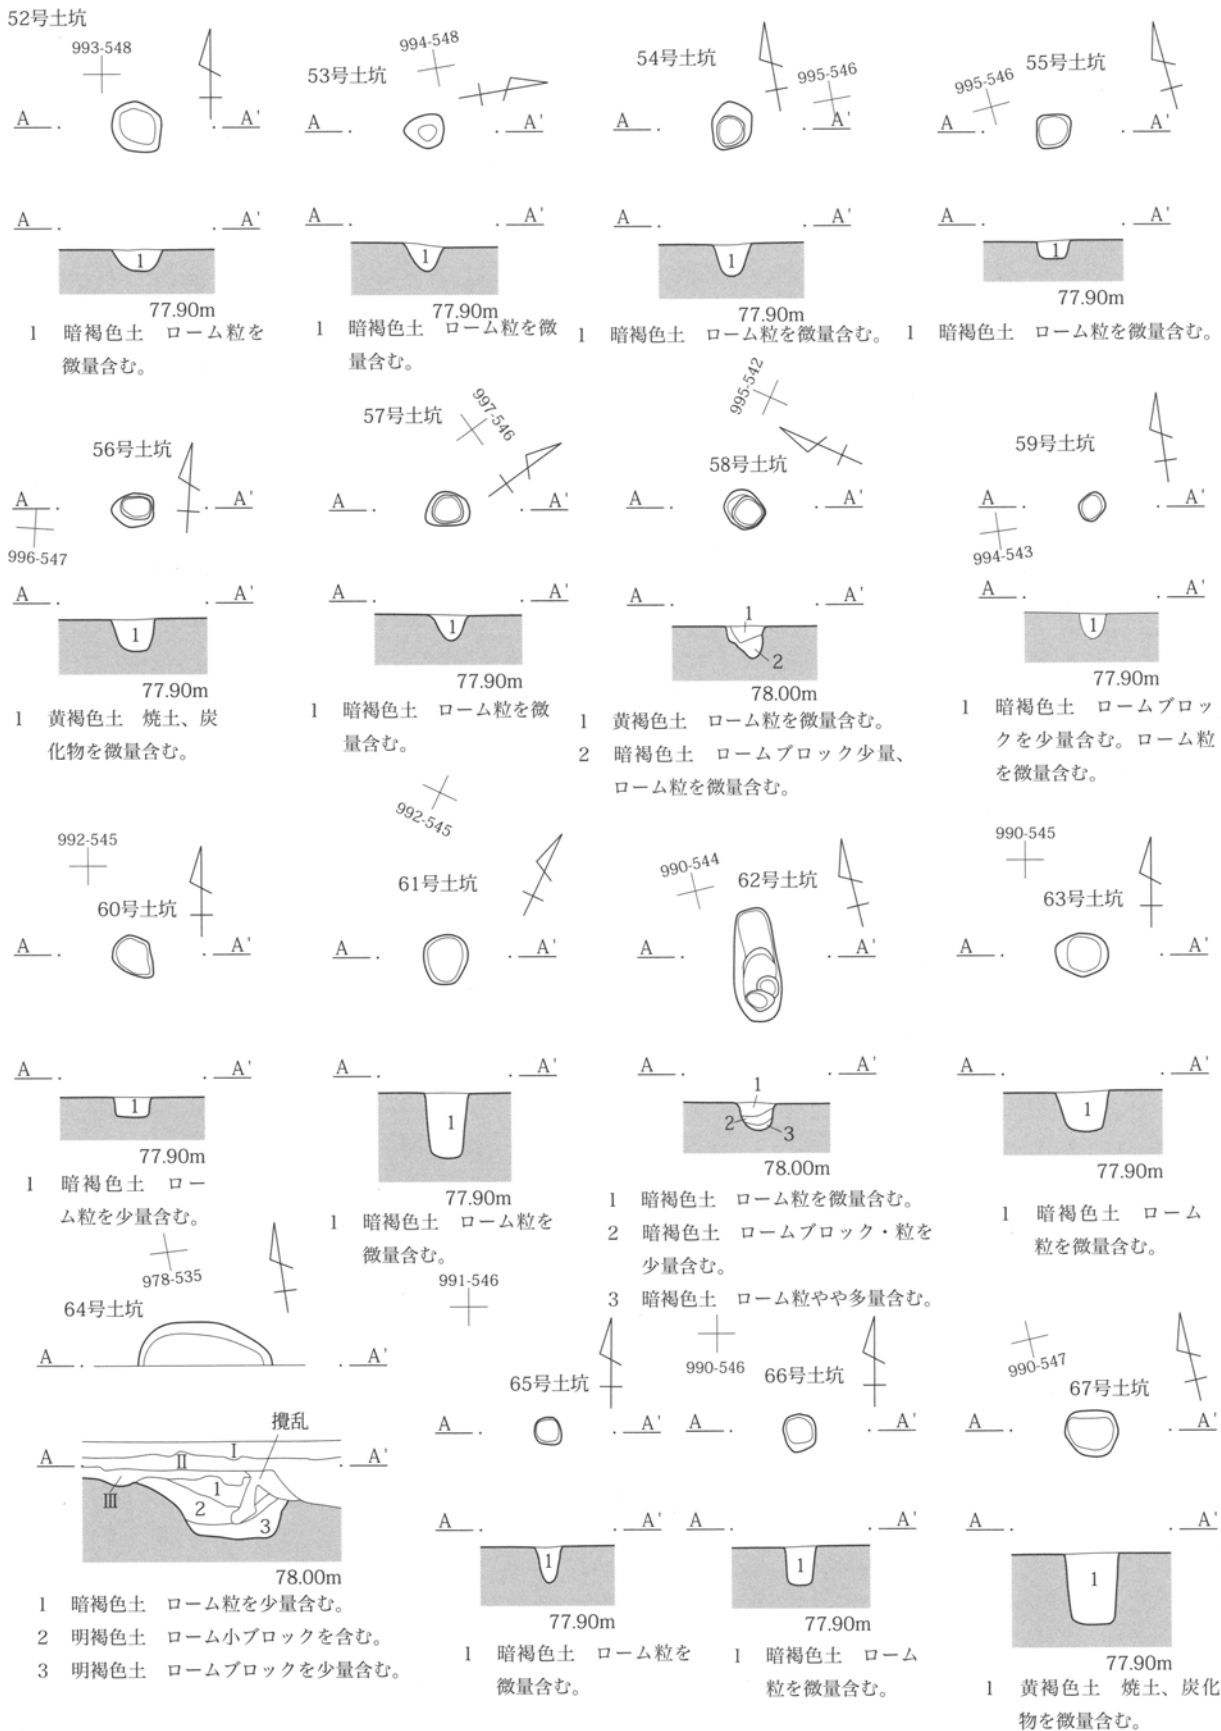 52号土坑
993-548
A
A'
A
A'
1
77.90m
1 暗褐色土 ローム粒を
微量含む。
53号土坑
994-548
A
A'
A
A'
1
77.90m
1 暗褐色土 ローム粒を微
量含む。
54号土坑
995-546
A
A'
A
A'
1
77.90m
1 暗褐色土 ローム粒を微量含む。
55号土坑
995-546
A
A'
A
A'
1
77.90m
1 暗褐色土 ローム粒を微量含む。
56号土坑
A
A'
996-547
A
A'
1
77.90m
1 黄褐色土 焼土、炭
化物を微量含む。
57号土坑
997-546
A
A'
A
A'
1
77.90m
1 暗褐色土 ローム粒を微
量含む。
995-542
58号土坑
A
A'
A
A'
1
2
78.00m
1 黄褐色土 ローム粒を微量含む。
2 暗褐色土 ロームブロック少量、
ローム粒を微量含む。
59号土坑
A
A'
994-543
A
A'
1
77.90m
1 暗褐色土 ロームブロッ
クを少量含む。ローム粒
を微量含む。
992-545
60号土坑
A
A'
A
A'
1
77.90m
1 暗褐色土 ロー
ム粒を少量含む。
992-545
61号土坑
A
A'
A
A'
1
77.90m
1 暗褐色土 ローム粒を
微量含む。
990-544
62号土坑
A
A'
A
A'
1
2
3
78.00m
1 暗褐色土 ローム粒を微量含む。
2 暗褐色土 ロームブロック・粒を
少量含む。
3 暗褐色土 ローム粒やや多量含む。
990-545
63号土坑
A
A'
A
A'
1
77.90m
1 暗褐色土 ローム
粒を微量含む。
978-535
64号土坑
A
A'
攪乱
A
A'
I
II
III
1
2
3
78.00m
1 暗褐色土 ローム粒を少量含む。
2 明褐色土 ローム小ブロックを含む。
3 明褐色土 ロームブロックを少量含む。
991-546
65号土坑
A
A'
A
A'
1
77.90m
1 暗褐色土 ローム粒を
微量含む。
990-546
66号土坑
A
A'
A
A'
1
77.90m
1 暗褐色土 ローム
粒を微量含む。
990-547
67号土坑
A
A'
A
A'
1
77.90m
1 黄褐色土 焼土、炭化
物を微量含む。